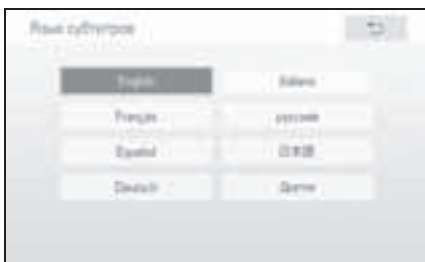 Язык субтитров
English
Italiano
Français
русский
Español
日本語
Deutsch
Другие